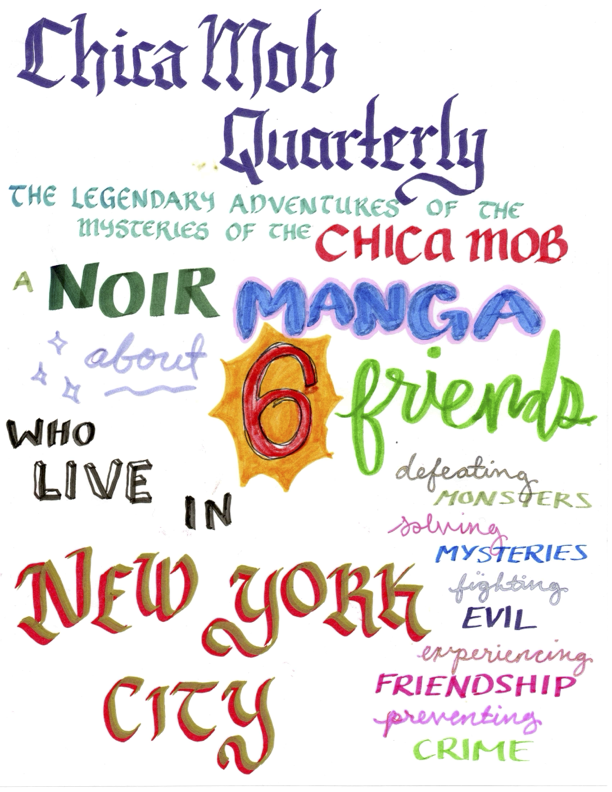 Chica Mob
Quarterly
THE LEGENDARY ADVENTURES OF THE
MYSTERIES OF THE CHICA MOB
A NOIR MANGA
about 6 friends
WHO
LIVE
IN
NEW YORK
CITY
defeating
MONSTERS
solving
MYSTERIES
fighting
EVIL
experiencing
FRIENDSHIP
preventing
CRIME